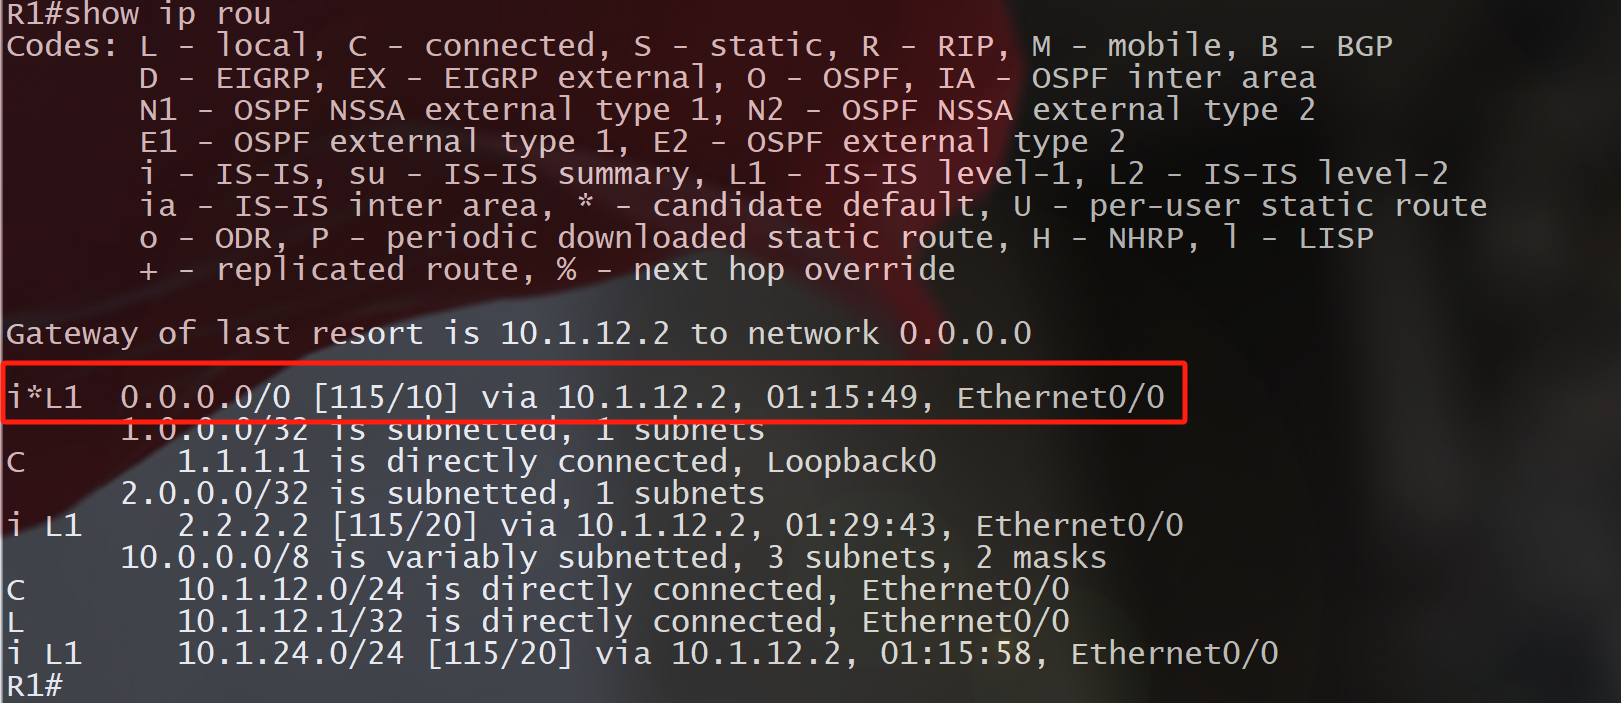 R1#show ip rou
Codes: L - local, C - connected, S - static, R - RIP, M - mobile, B - BGP
       D - EIGRP, EX - EIGRP external, O - OSPF, IA - OSPF inter area
       N1 - OSPF NSSA external type 1, N2 - OSPF NSSA external type 2
       E1 - OSPF external type 1, E2 - OSPF external type 2
       i - IS-IS, su - IS-IS summary, L1 - IS-IS level-1, L2 - IS-IS level-2
       ia - IS-IS inter area, * - candidate default, U - per-user static route
       o - ODR, P - periodic downloaded static route, H - NHRP, l - LISP
       + - replicated route, % - next hop override

Gateway of last resort is 10.1.12.2 to network 0.0.0.0

i*L1  0.0.0.0/0 [115/10] via 10.1.12.2, 01:15:49, Ethernet0/0
      1.0.0.0/32 is subnetted, 1 subnets
C        1.1.1.1 is directly connected, Loopback0
      2.0.0.0/32 is subnetted, 1 subnets
i L1     2.2.2.2 [115/20] via 10.1.12.2, 01:29:43, Ethernet0/0
      10.0.0.0/8 is variably subnetted, 3 subnets, 2 masks
C        10.1.12.0/24 is directly connected, Ethernet0/0
L        10.1.12.1/32 is directly connected, Ethernet0/0
i L1     10.1.24.0/24 [115/20] via 10.1.12.2, 01:15:58, Ethernet0/0
R1#